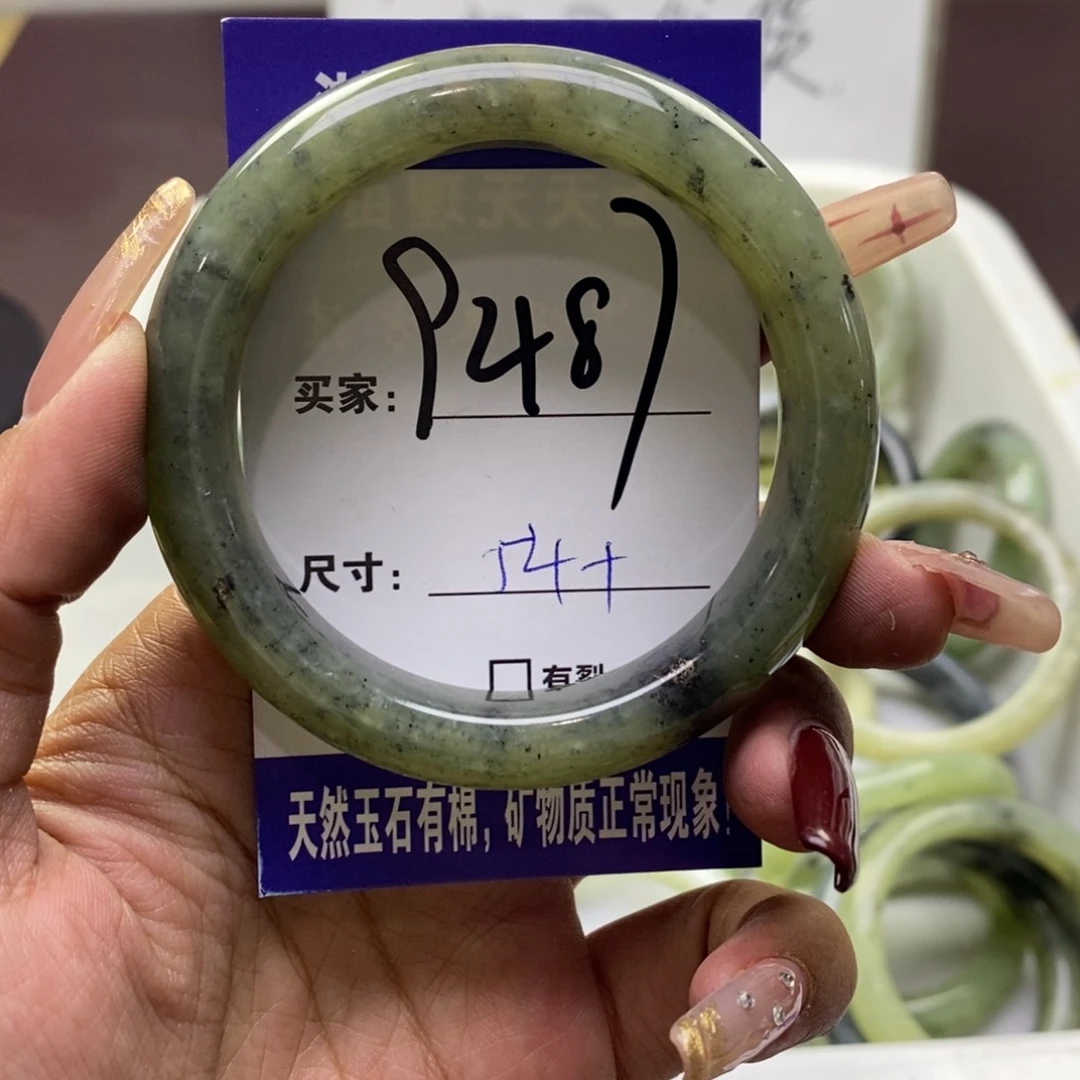 买家: P487
尺寸: 54+
□ 有裂
天然玉石有棉, 矿物质正常现象!